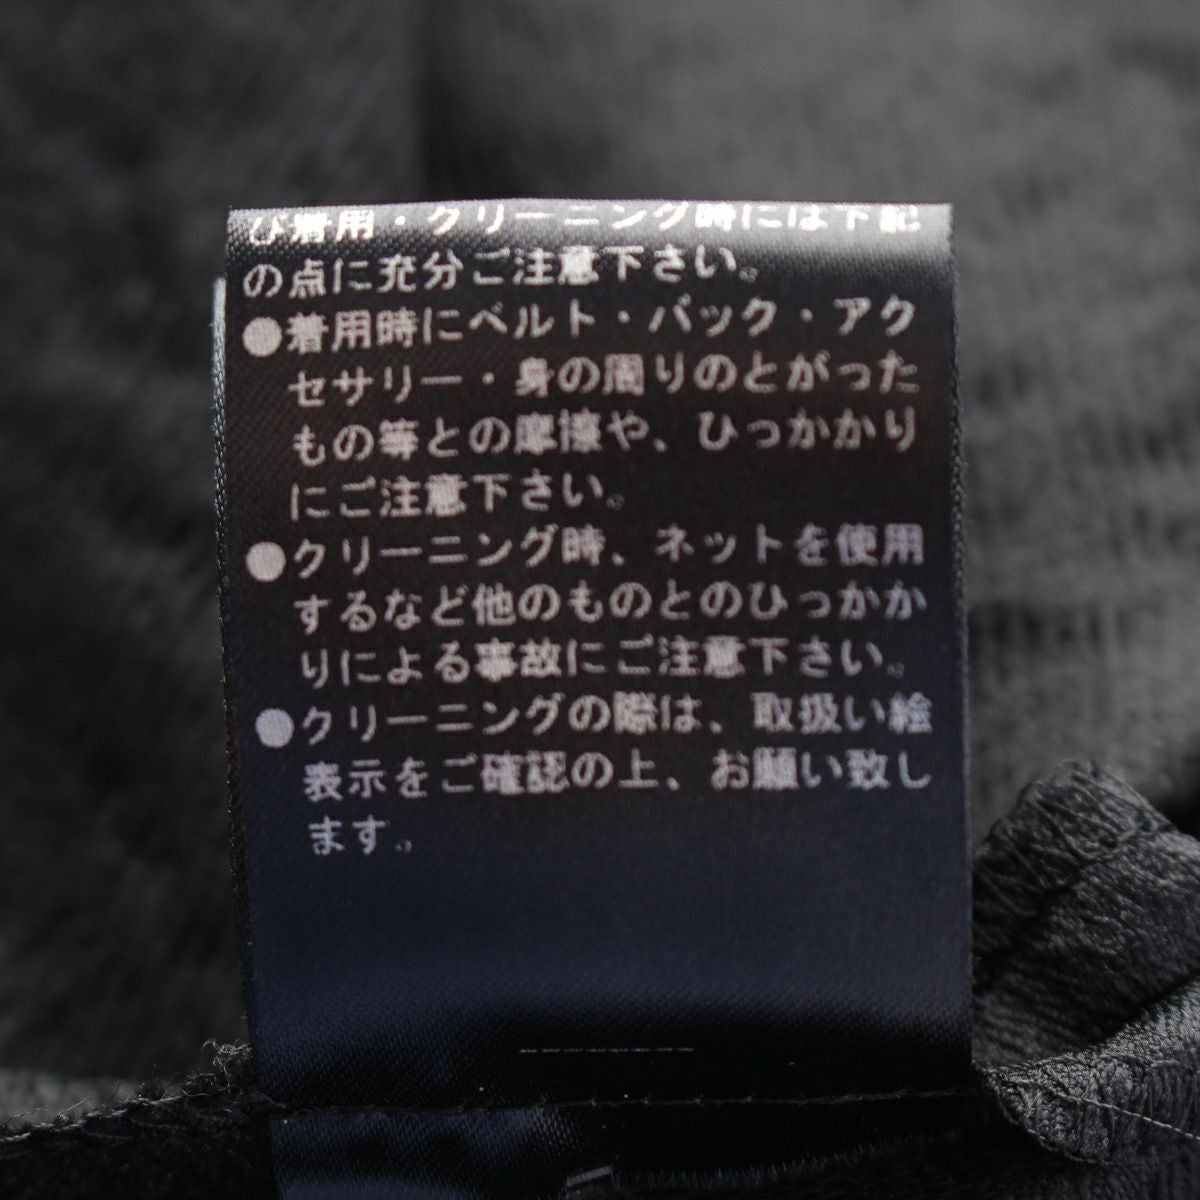 び着用・クリーニング時には下記
の点に充分ご注意下さい。
●着用時にベルト・バック・アク
セサリー・身の周りのとがった
もの等との摩擦や、ひっかかり
にご注意下さい。
●クリーニング時、ネットを使用
するなど他のものとのひっかか
りによる事故にご注意下さい。
●クリーニングの際は、取扱い絵
表示をご確認の上、お願い致し
ます。